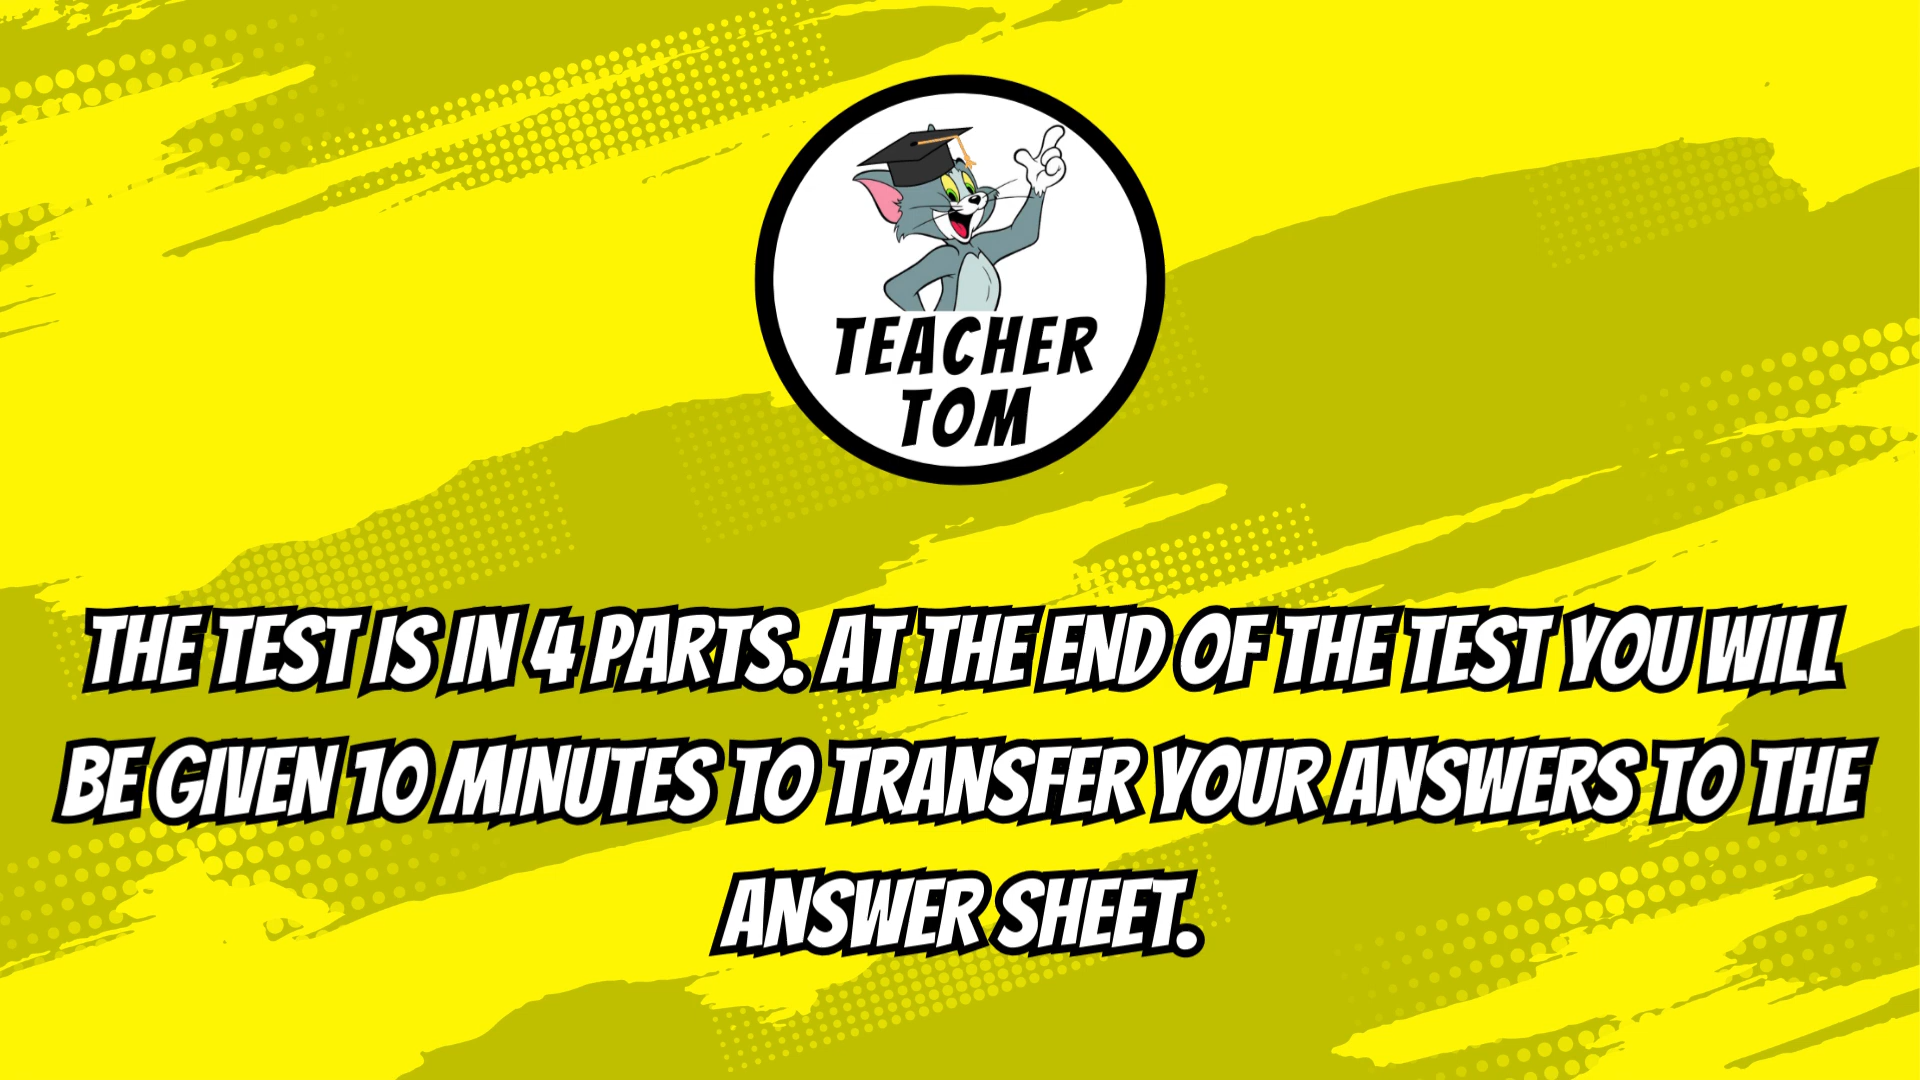 TEACHER
TOM
THE TEST IS IN 4 PARTS. AT THE END OF THE TEST YOU WILL
BE GIVEN 10 MINUTES TO TRANSFER YOUR ANSWERS TO THE
ANSWER SHEET.